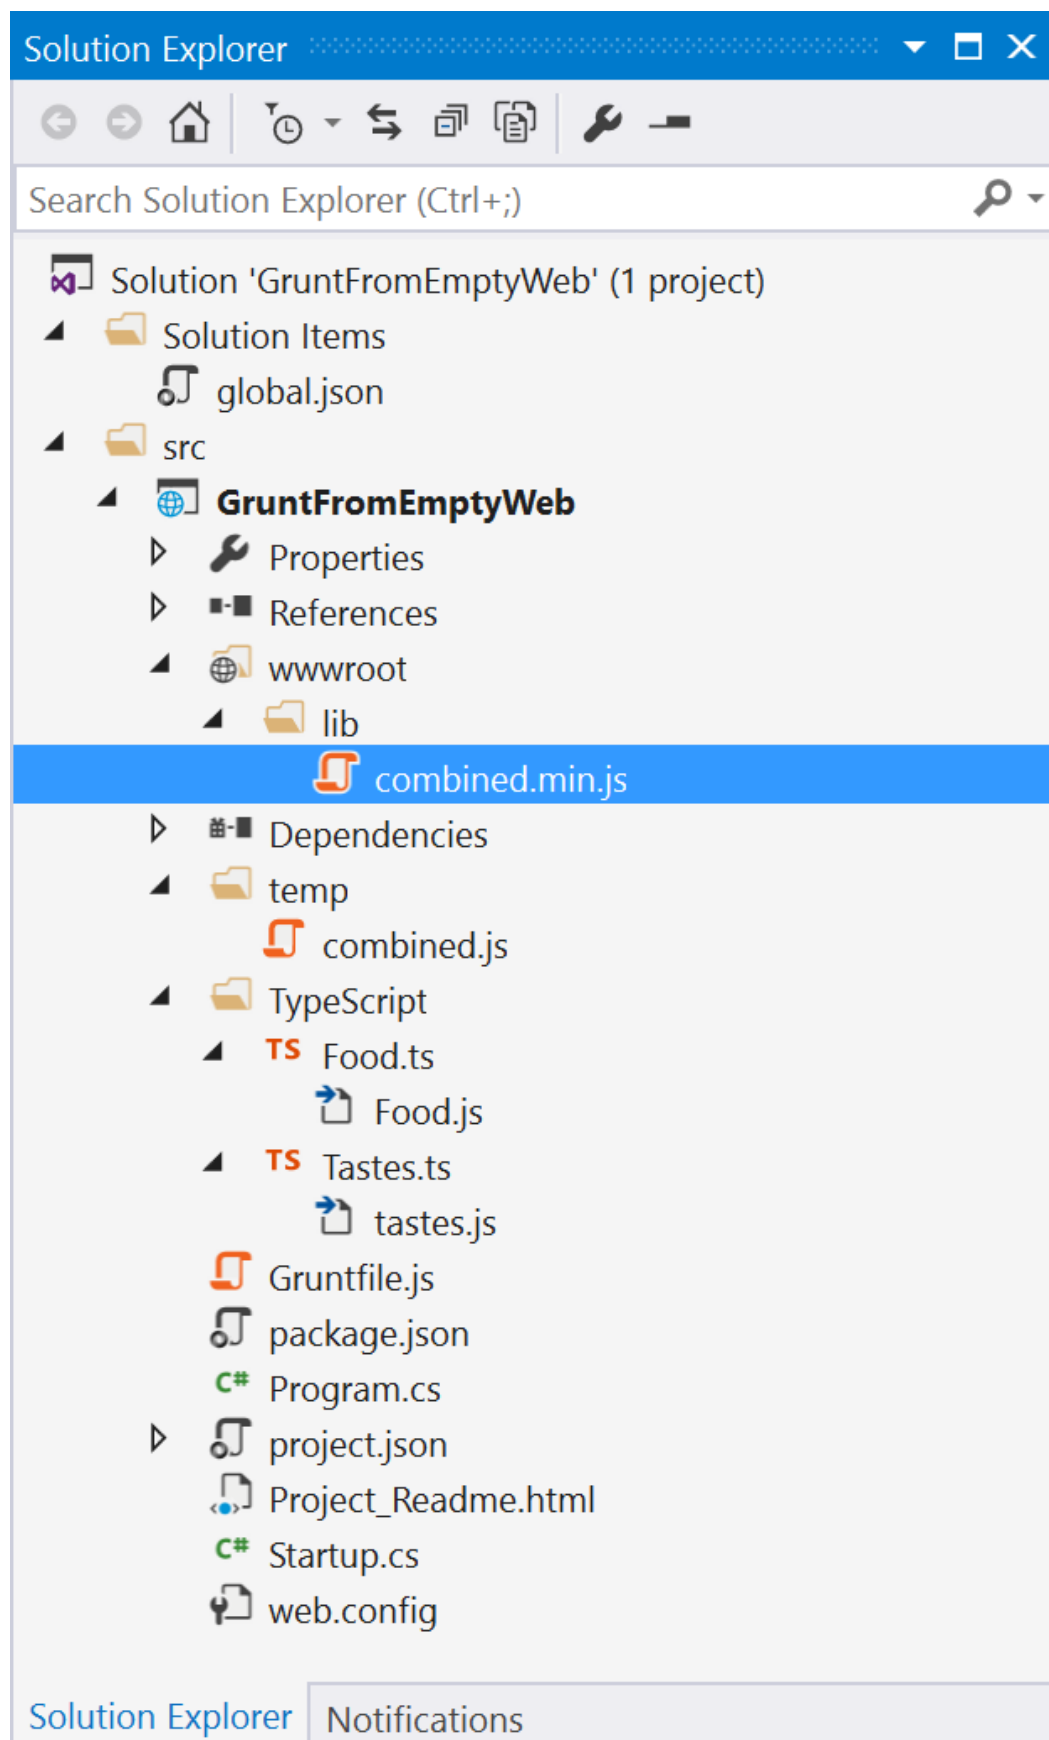 Solution Explorer
Search Solution Explorer (Ctrl+;)
Solution 'GruntFromEmptyWeb' (1 project)
Solution Items
global.json
src
GruntFromEmptyWeb
Properties
References
wwwroot
lib
combined.min.js
Dependencies
temp
combined.js
TypeScript
TS Food.ts
Food.js
TS Tastes.ts
tastes.js
Gruntfile.js
package.json
C# Program.cs
project.json
Project_Readme.html
C# Startup.cs
web.config
Solution Explorer Notifications